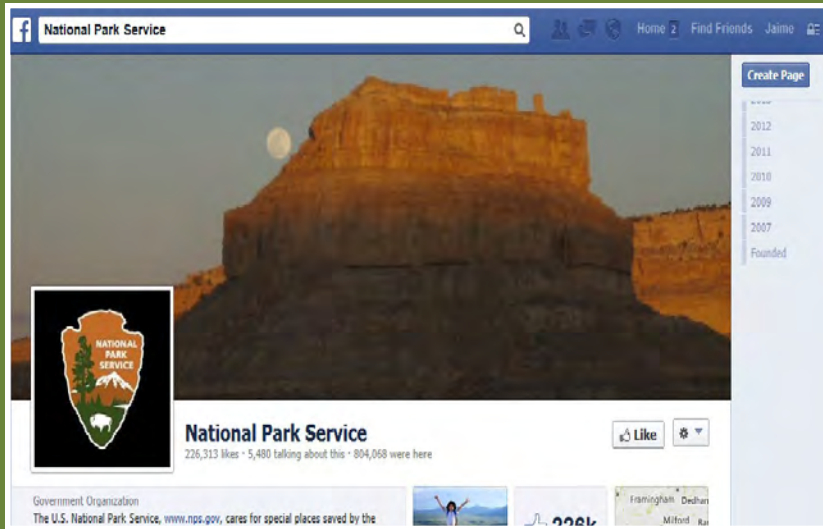 f National Park Service Home 2 Find Friends Jaime
Create Page
2012
2011
2010
2009
2007
Founded
NATIONAL
PARK
SERVICE
National Park Service
Like
226,313 likes · 5,480 talking about this · 804,068 were here
Government Organization
The U.S. National Park Service, www.nps.gov, cares for special places saved by the
226k
Framingham
Milford